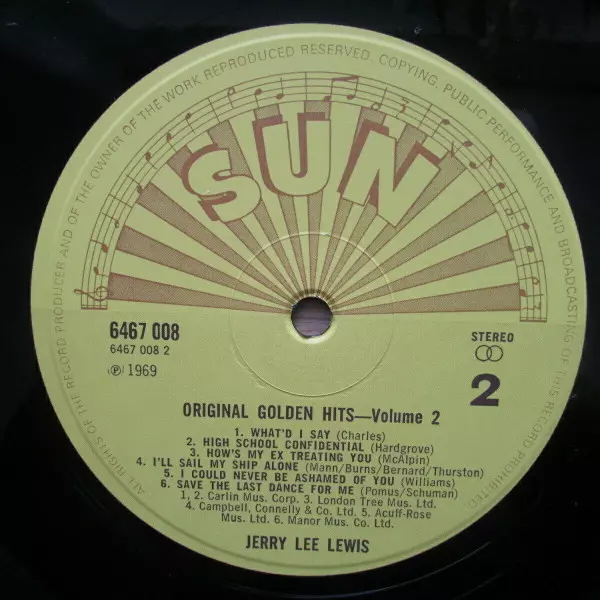 ALL RIGHTS OF THE RECORD PRODUCER AND OF THE OWNER OF THE WORK REPRODUCED RESERVED. COPYING, PUBLIC PERFORMANCE AND BROADCASTING OF THIS RECORD PROHIBITED.
SUN
6467 008
6467 008 2
℗ 1969
STEREO
2
ORIGINAL GOLDEN HITS—Volume 2
1. WHAT'D I SAY (Charles)
2. HIGH SCHOOL CONFIDENTIAL (Hardgrove)
3. HOW'S MY EX TREATING YOU (McAlpin)
4. I'LL SAIL MY SHIP ALONE (Mann/Burns/Bernard/Thurston)
5. I COULD NEVER BE ASHAMED OF YOU (Williams)
6. SAVE THE LAST DANCE FOR ME (Pomus/Schuman)
1, 2. Carlin Mus. Corp. 3. London Tree Mus. Ltd.
4. Campbell, Connelly & Co. Ltd. 5. Acuff-Rose
Mus. Ltd. 6. Manor Mus. Co. Ltd.
JERRY LEE LEWIS